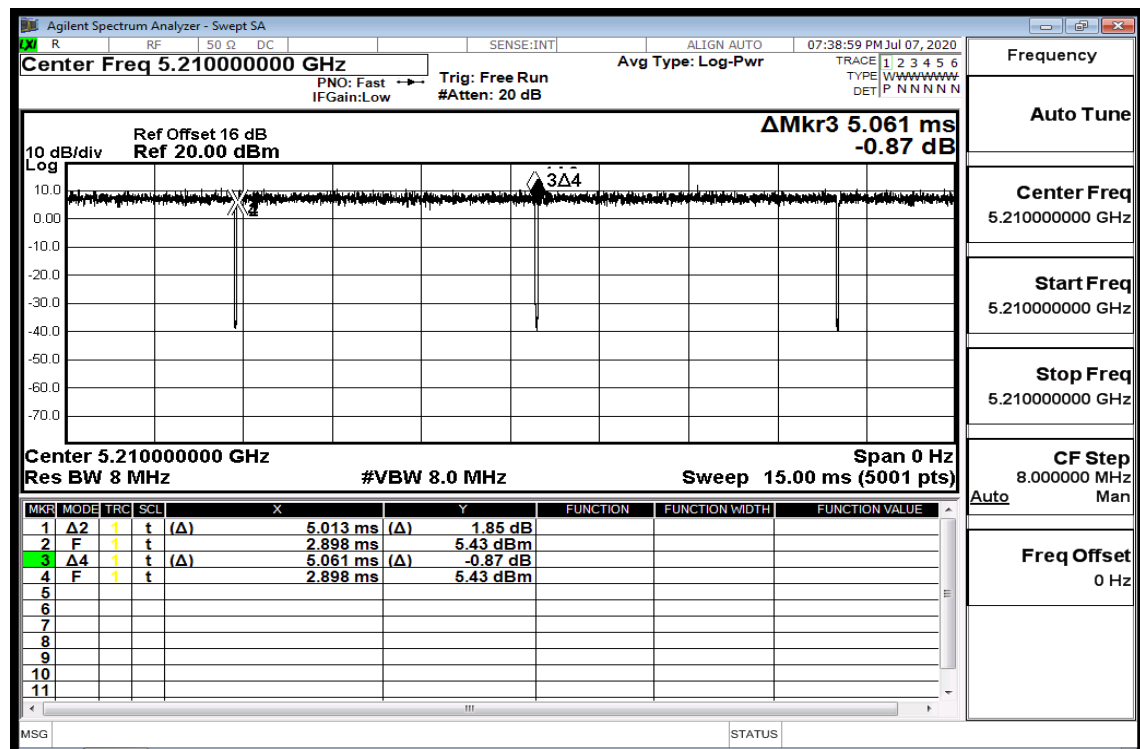 Agilent Spectrum Analyzer - Swept SA
LXI R RF 50 Ω DC SENSE:INT ALIGN AUTO 07:38:59 PM Jul 07, 2020
Center Freq 5.210000000 GHz
PNO: Fast
IFGain:Low
Trig: Free Run
#Atten: 20 dB
Avg Type: Log-Pwr
TRACE 1 2 3 4 5 6
TYPE WWWWWW
DET P N N N N N
ΔMkr3 5.061 ms
-0.87 dB
Ref Offset 16 dB
10 dB/div Ref 20.00 dBm
Log
10.0
0.00
-10.0
-20.0
-30.0
-40.0
-50.0
-60.0
-70.0
3Δ4
Center 5.210000000 GHz Span 0 Hz
Res BW 8 MHz #VBW 8.0 MHz Sweep 15.00 ms (5001 pts)
MKR MODE TRC SCL X Y FUNCTION FUNCTION WIDTH FUNCTION VALUE
1 Δ2 1 t (Δ) 5.013 ms (Δ) 1.85 dB
2 F 1 t 2.898 ms 5.43 dBm
3 Δ4 1 t (Δ) 5.061 ms (Δ) -0.87 dB
4 F 1 t 2.898 ms 5.43 dBm
5
6
7
8
9
10
11
MSG STATUS
Frequency
Auto Tune
Center Freq
5.210000000 GHz
Start Freq
5.210000000 GHz
Stop Freq
5.210000000 GHz
CF Step
8.000000 MHz
Auto Man
Freq Offset
0 Hz